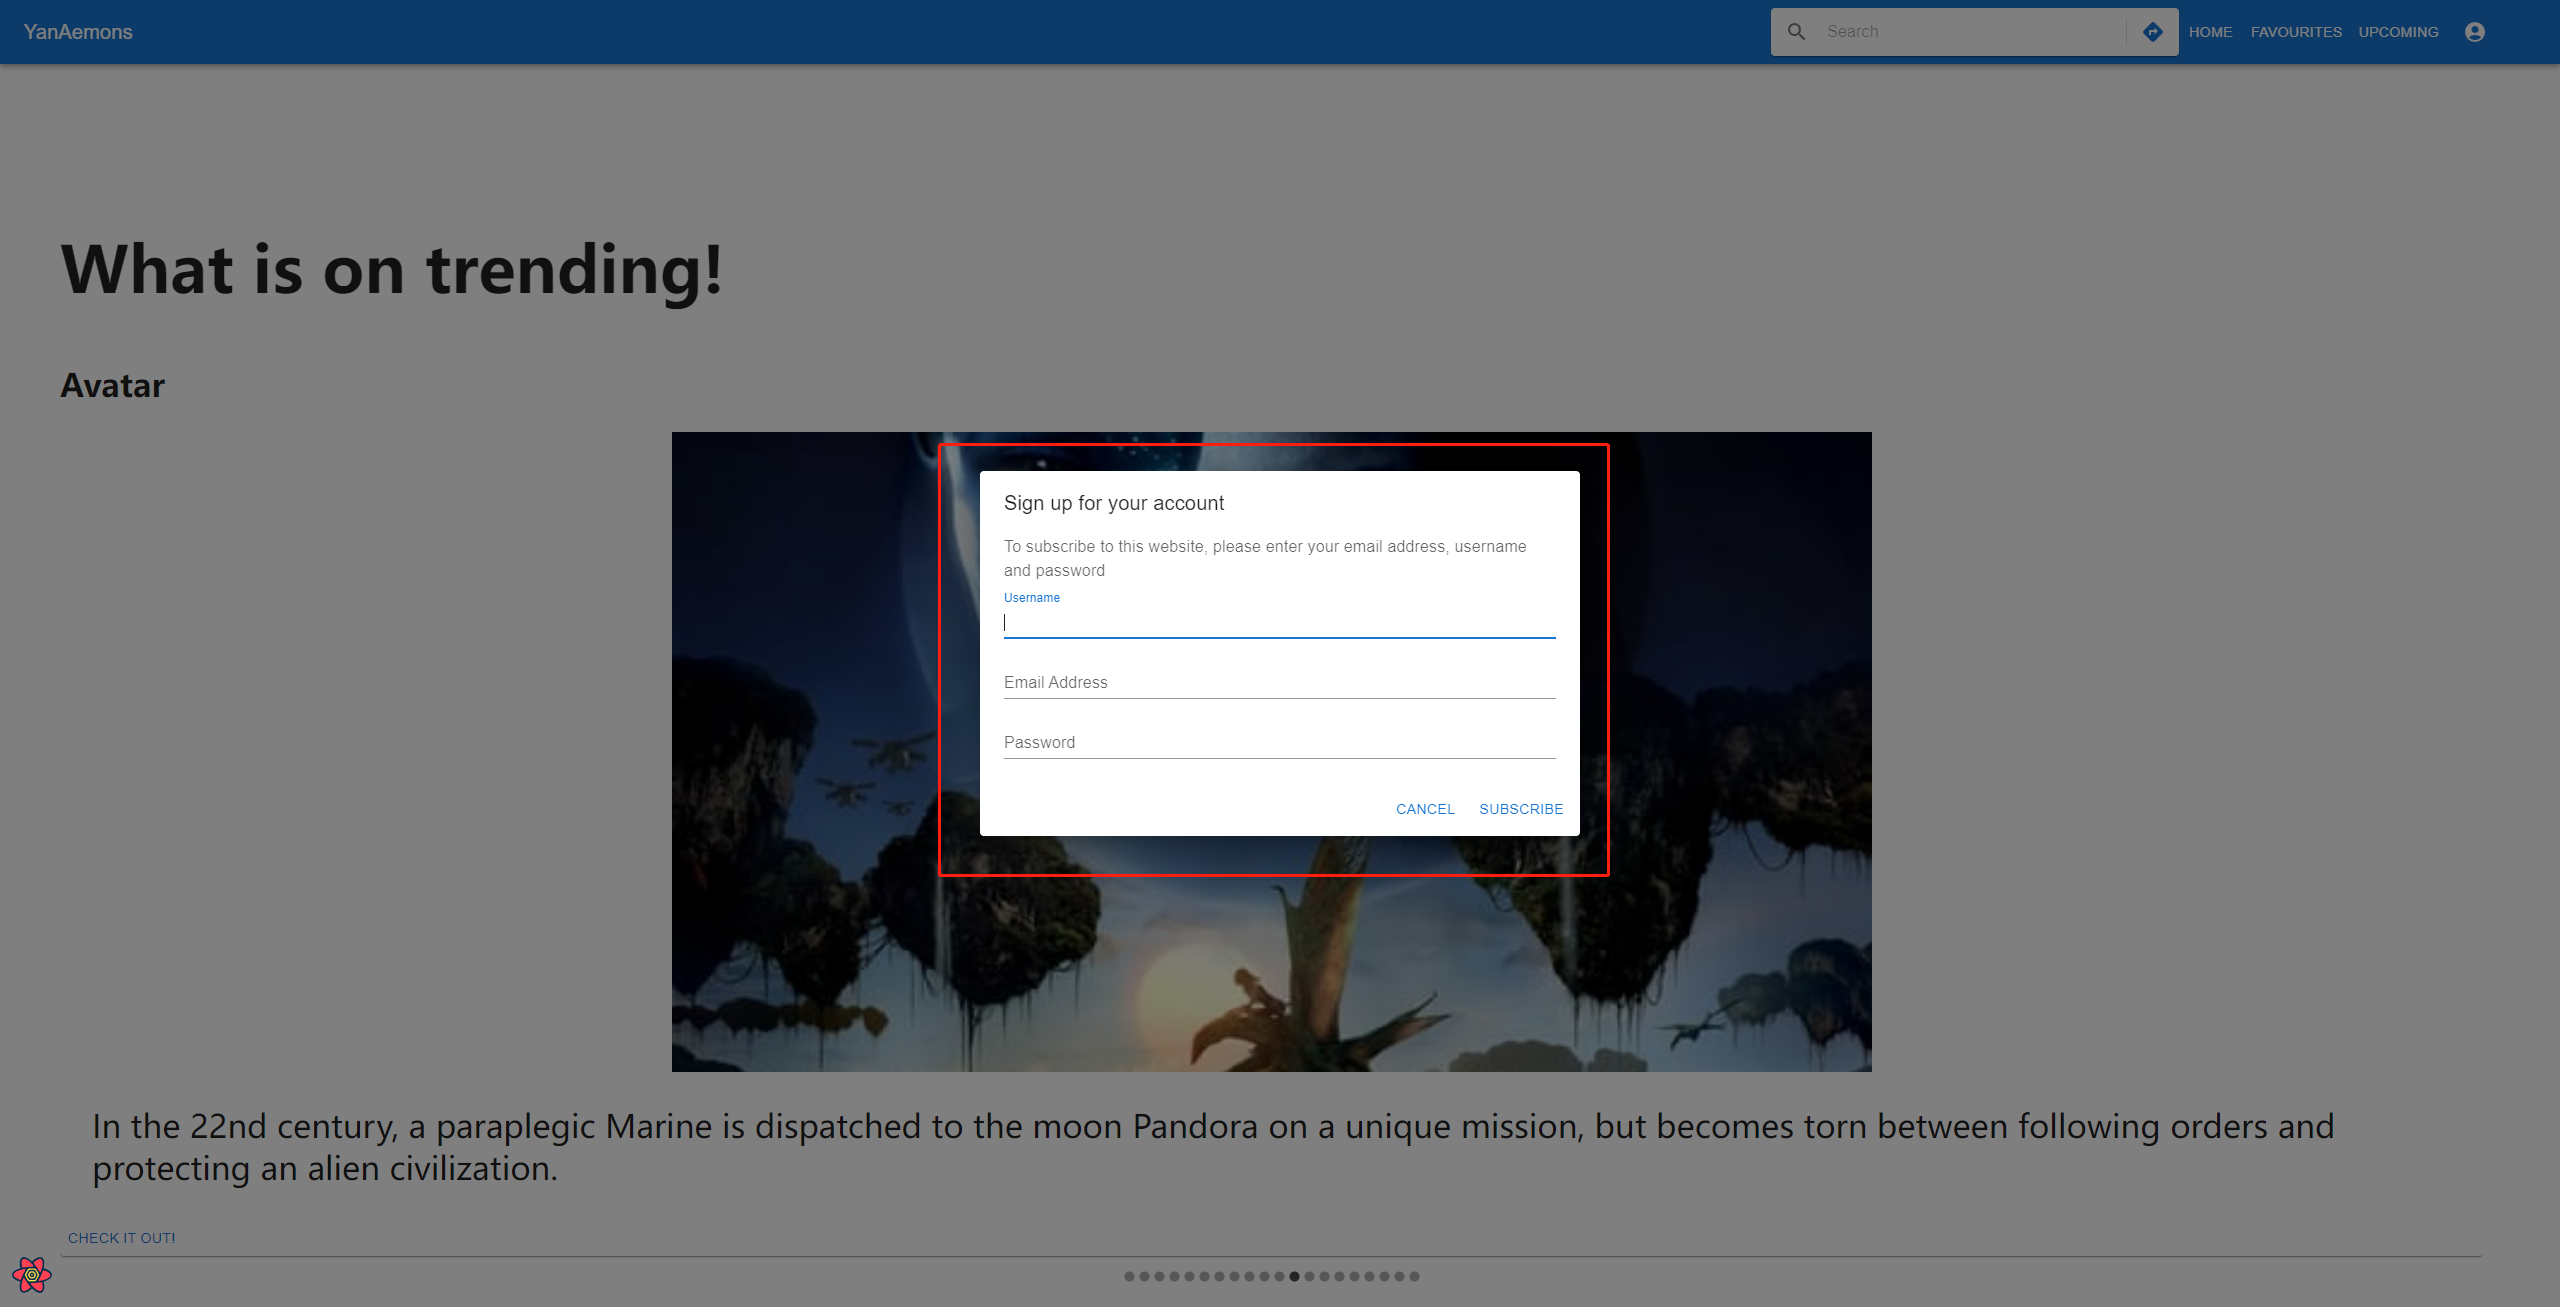 YanAemons
Search
HOME
FAVOURITES
UPCOMING
What is on trending!
Avatar
Sign up for your account
To subscribe to this website, please enter your email address, username
and password
Username
Email Address
Password
CANCEL
SUBSCRIBE
In the 22nd century, a paraplegic Marine is dispatched to the moon Pandora on a unique mission, but becomes torn between following orders and
protecting an alien civilization.
CHECK IT OUT!